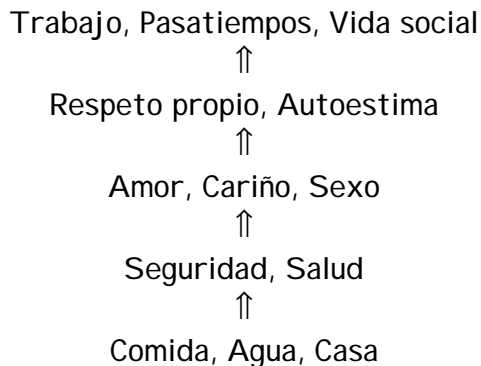 Trabajo, Pasatiempos, Vida social
⇑
Respeto propio, Autoestima
⇑
Amor, Cariño, Sexo
⇑
Seguridad, Salud
⇑
Comida, Agua, Casa